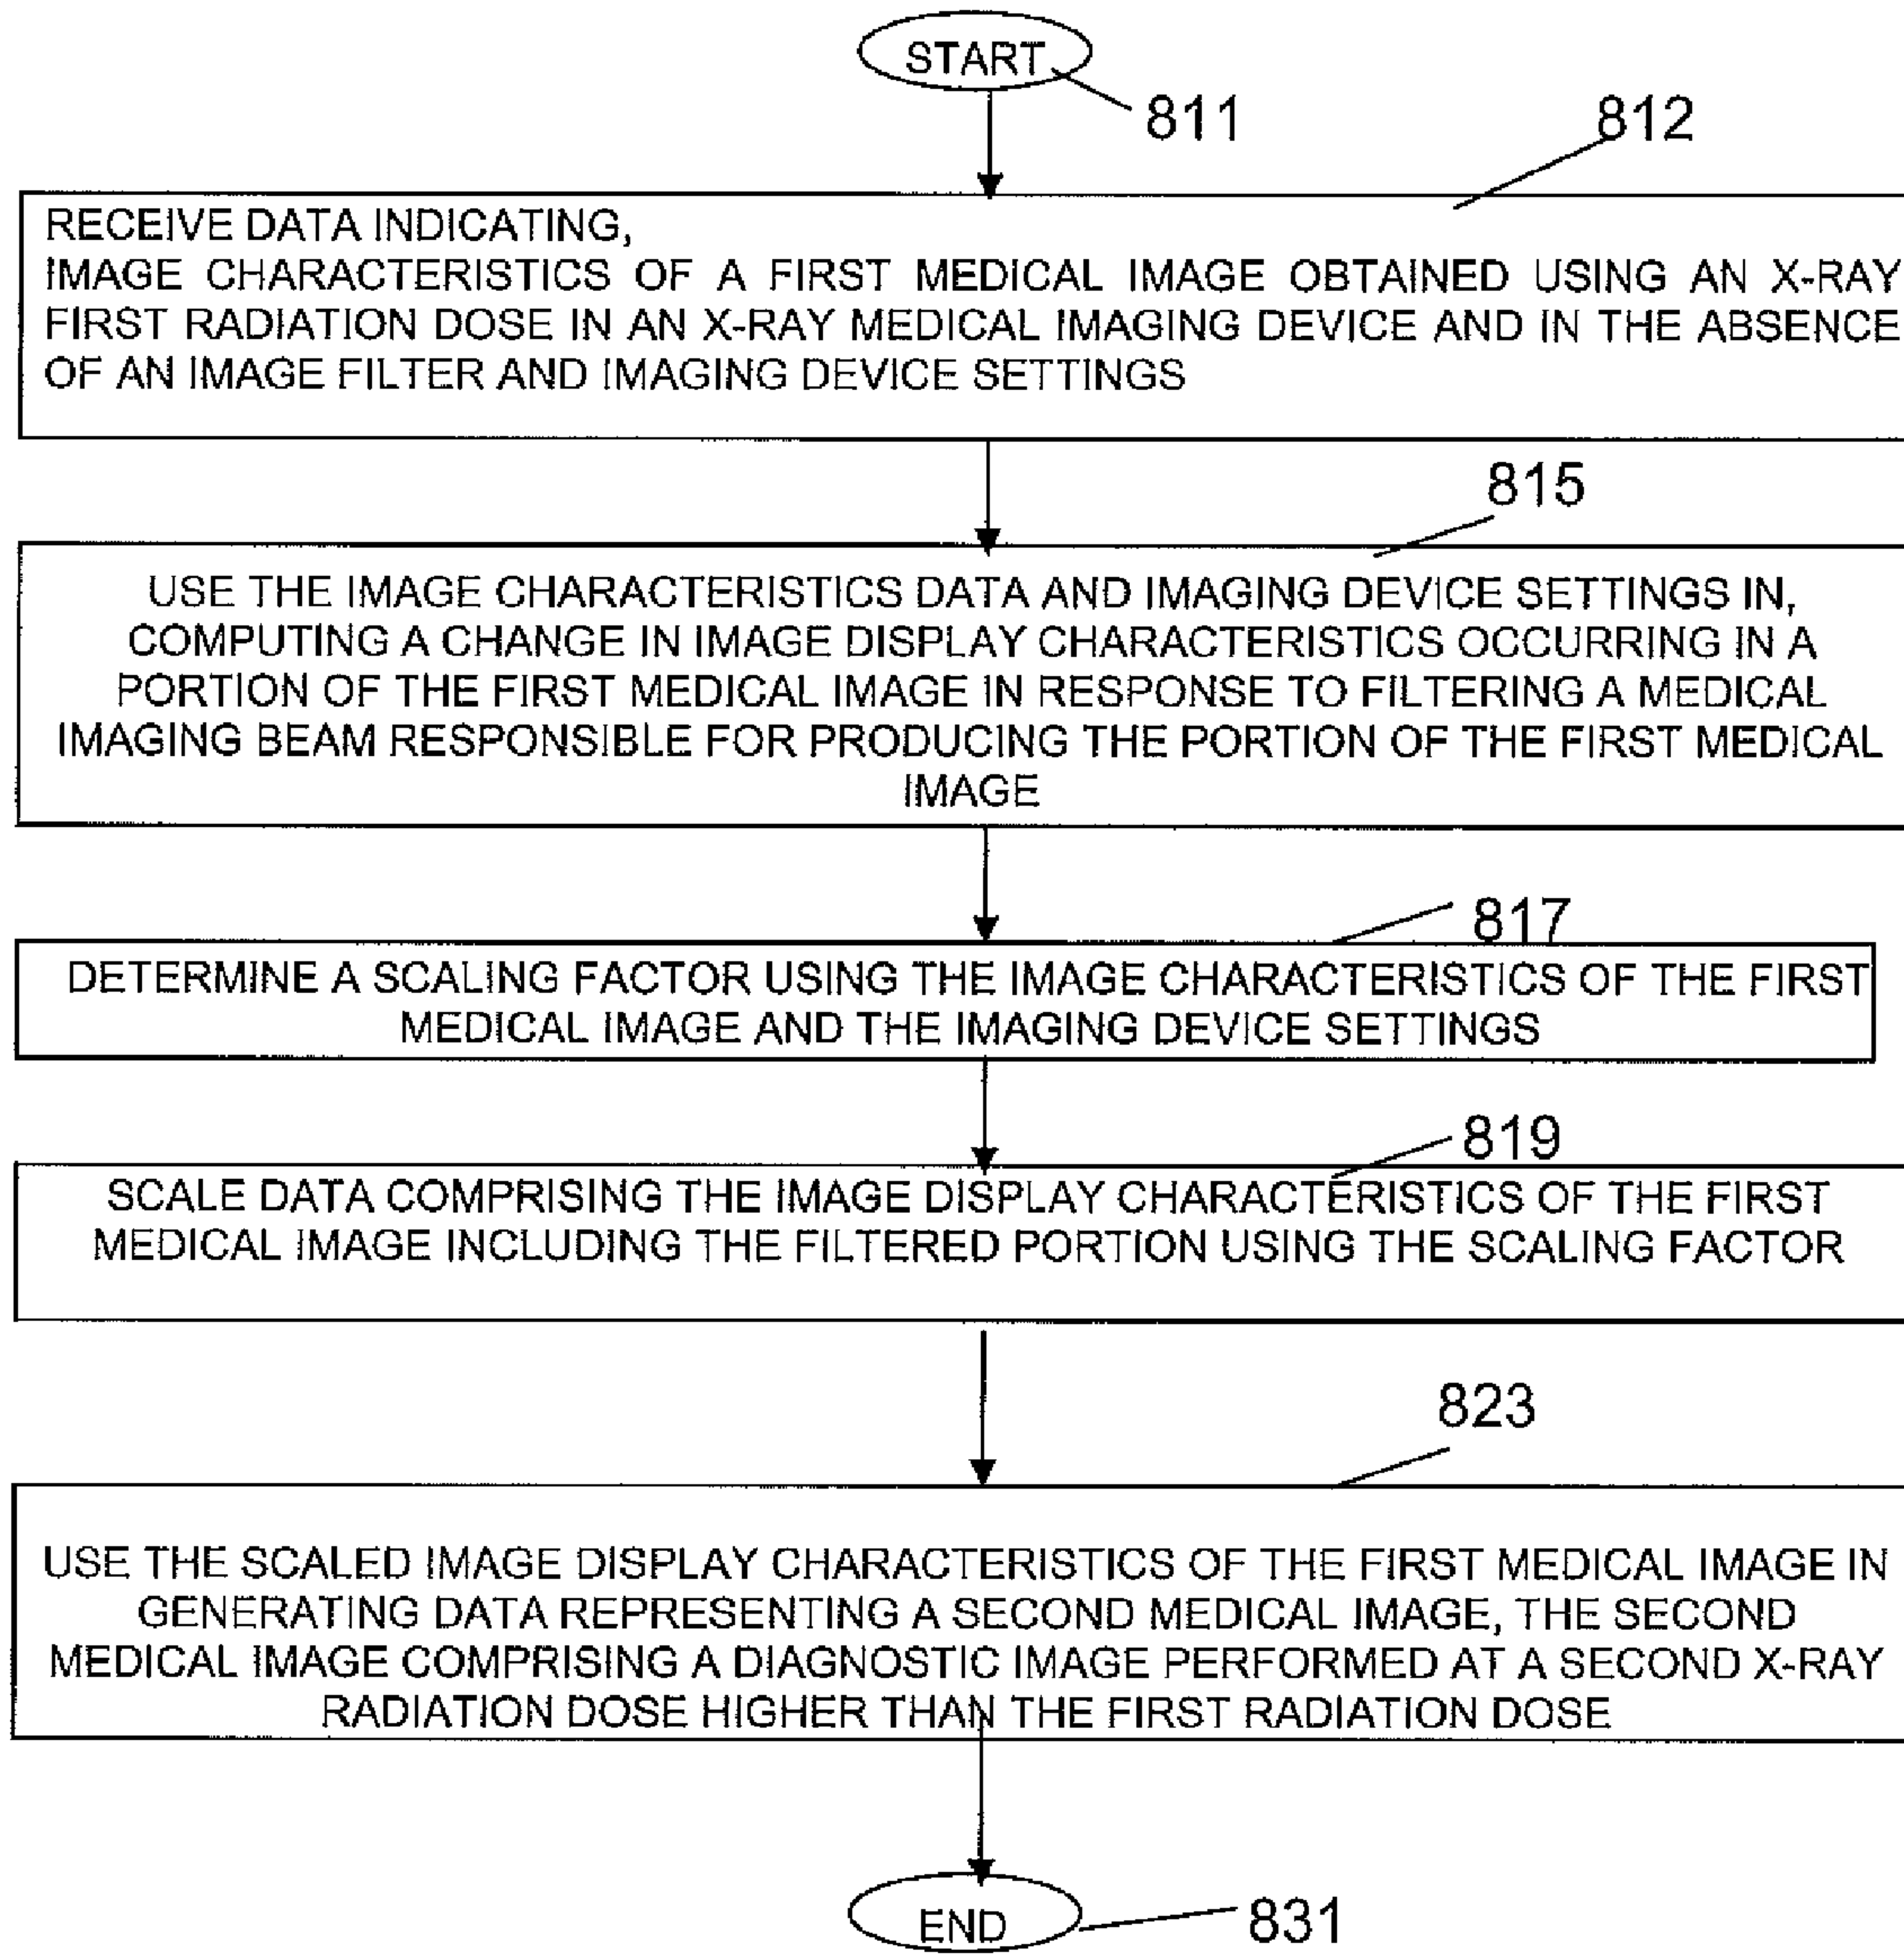 START
811
812
RECEIVE DATA INDICATING,
IMAGE CHARACTERISTICS OF A FIRST MEDICAL IMAGE OBTAINED USING AN X-RAY
FIRST RADIATION DOSE IN AN X-RAY MEDICAL IMAGING DEVICE AND IN THE ABSENCE
OF AN IMAGE FILTER AND IMAGING DEVICE SETTINGS
815
USE THE IMAGE CHARACTERISTICS DATA AND IMAGING DEVICE SETTINGS IN,
COMPUTING A CHANGE IN IMAGE DISPLAY CHARACTERISTICS OCCURRING IN A
PORTION OF THE FIRST MEDICAL IMAGE IN RESPONSE TO FILTERING A MEDICAL
IMAGING BEAM RESPONSIBLE FOR PRODUCING THE PORTION OF THE FIRST MEDICAL
IMAGE
817
DETERMINE A SCALING FACTOR USING THE IMAGE CHARACTERISTICS OF THE FIRST
MEDICAL IMAGE AND THE IMAGING DEVICE SETTINGS
819
SCALE DATA COMPRISING THE IMAGE DISPLAY CHARACTERISTICS OF THE FIRST
MEDICAL IMAGE INCLUDING THE FILTERED PORTION USING THE SCALING FACTOR
823
USE THE SCALED IMAGE DISPLAY CHARACTERISTICS OF THE FIRST MEDICAL IMAGE IN
GENERATING DATA REPRESENTING A SECOND MEDICAL IMAGE, THE SECOND
MEDICAL IMAGE COMPRISING A DIAGNOSTIC IMAGE PERFORMED AT A SECOND X-RAY
RADIATION DOSE HIGHER THAN THE FIRST RADIATION DOSE
END
831